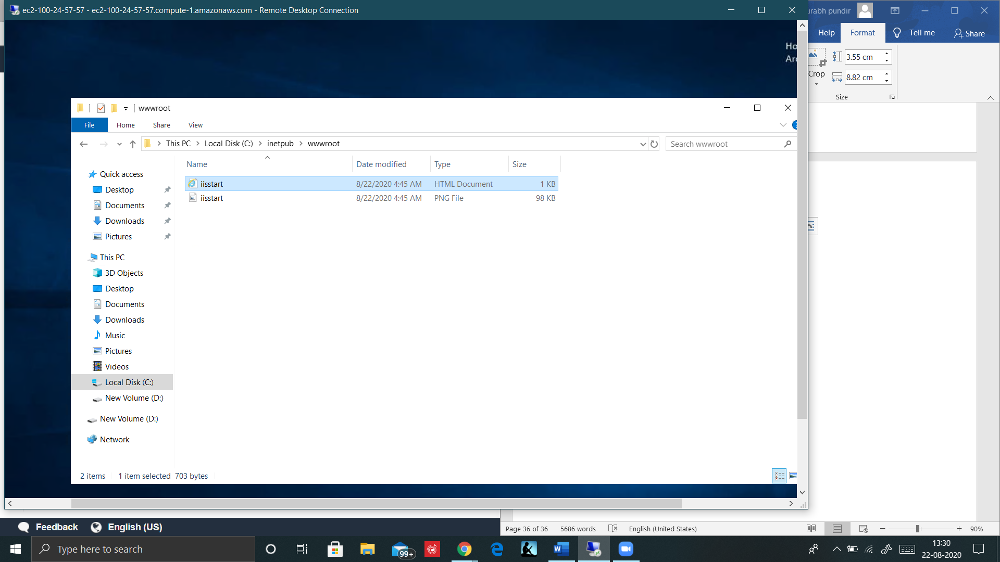 ec2-100-24-57-57 - ec2-100-24-57-57.compute-1.amazonaws.com - Remote Desktop Connection
urabh pundir
Help Format Tell me Share
3.55 cm
Crop
8.82 cm
Size
wwwroot
File Home Share View
This PC > Local Disk (C:) > inetpub > wwwroot
Search wwwroot
Name Date modified Type Size
iisstart 8/22/2020 4:45 AM HTML Document 1 KB
iisstart 8/22/2020 4:45 AM PNG File 98 KB
Quick access
Desktop
Documents
Downloads
Pictures
This PC
3D Objects
Desktop
Documents
Downloads
Music
Pictures
Videos
Local Disk (C:)
New Volume (D:)
New Volume (D:)
Network
2 items 1 item selected 703 bytes
Feedback English (US)
Page 36 of 36 5686 words English (United States) 90%
Type here to search
99+
13:30
22-08-2020